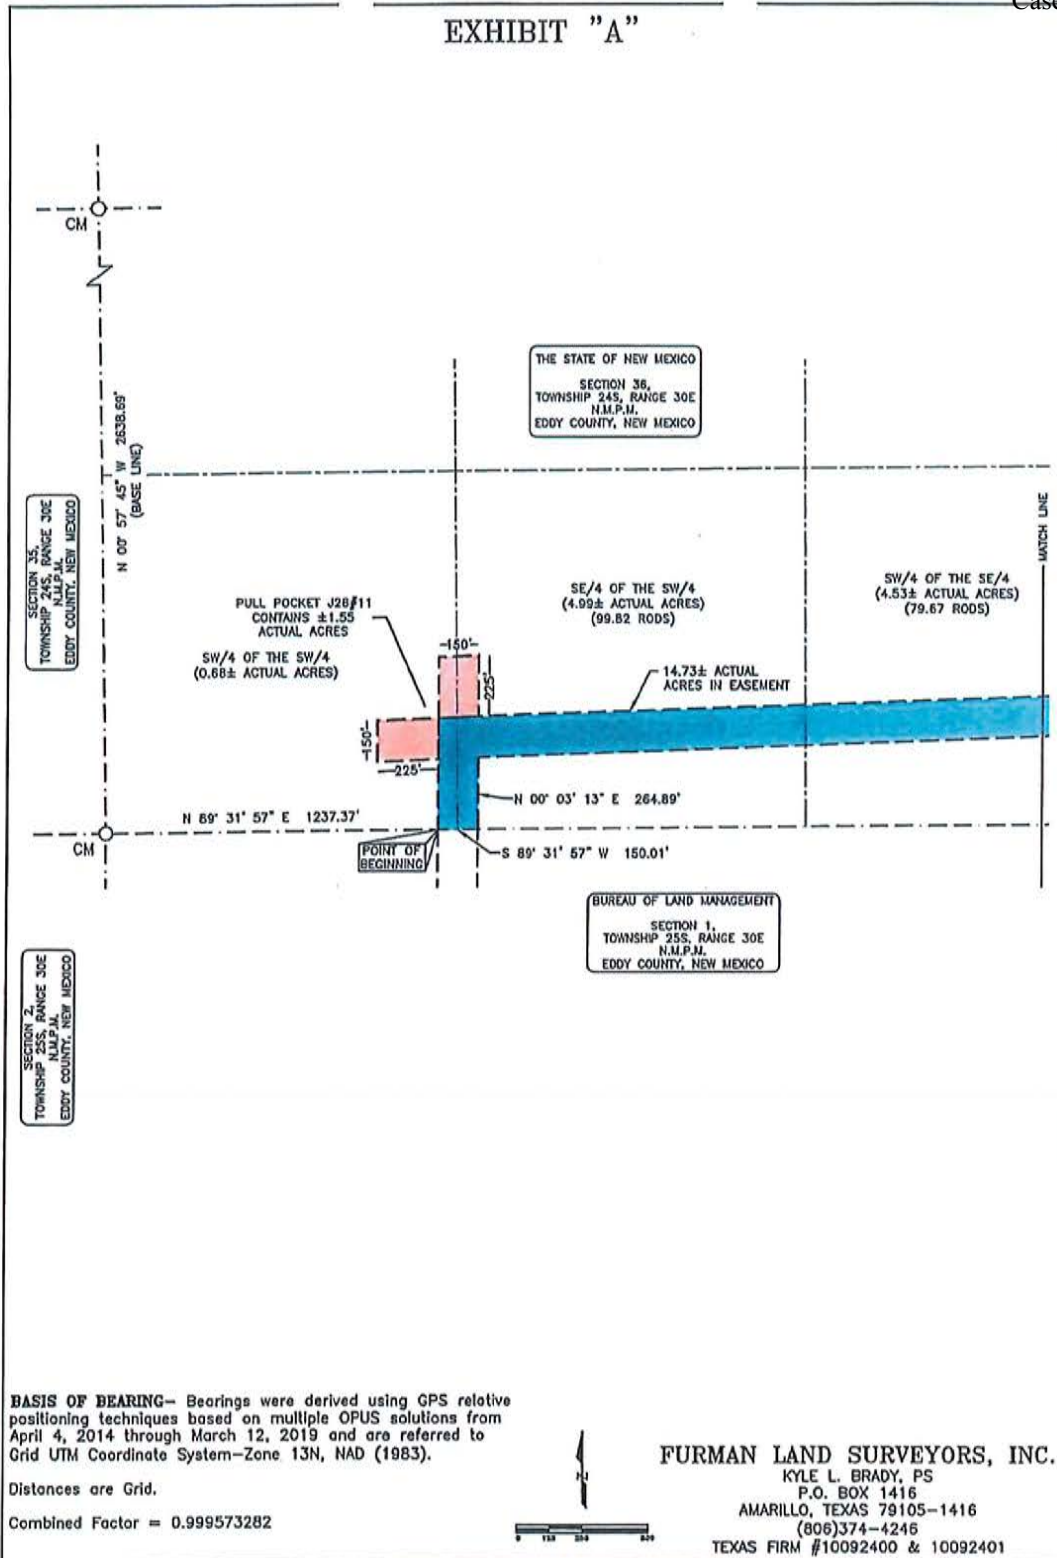 Case
EXHIBIT "A"
CM
THE STATE OF NEW MEXICO
SECTION 36,
TOWNSHIP 24S, RANGE 30E
N.M.P.M.
EDDY COUNTY, NEW MEXICO
N 00° 57' 45" W 2638.69'
(BASE LINE)
SECTION 35,
TOWNSHIP 24S, RANGE 30E
N.M.P.M.
EDDY COUNTY, NEW MEXICO
MATCH LINE
PULL POCKET J28#11
CONTAINS ±1.55
ACTUAL ACRES
SW/4 OF THE SW/4
(0.68± ACTUAL ACRES)
SE/4 OF THE SW/4
(4.99± ACTUAL ACRES)
(99.82 RODS)
SW/4 OF THE SE/4
(4.53± ACTUAL ACRES)
(79.67 RODS)
150'
225'
14.73± ACTUAL
ACRES IN EASEMENT
150'
225'
N 00° 03' 13" E 264.89'
N 89° 31' 57" E 1237.37'
CM
POINT OF
BEGINNING
S 89° 31' 57" W 150.01'
BUREAU OF LAND MANAGEMENT
SECTION 1,
TOWNSHIP 25S, RANGE 30E
N.M.P.M.
EDDY COUNTY, NEW MEXICO
SECTION 2,
TOWNSHIP 25S, RANGE 30E
N.M.P.M.
EDDY COUNTY, NEW MEXICO
BASIS OF BEARING— Bearings were derived using GPS relative
positioning techniques based on multiple OPUS solutions from
April 4, 2014 through March 12, 2019 and are referred to
Grid UTM Coordinate System—Zone 13N, NAD (1983).
Distances are Grid.
Combined Factor = 0.999573282
N
0
FURMAN LAND SURVEYORS, INC.
KYLE L. BRADY, PS
P.O. BOX 1416
AMARILLO, TEXAS 79105—1416
(806)374—4246
TEXAS FIRM #10092400 & 10092401